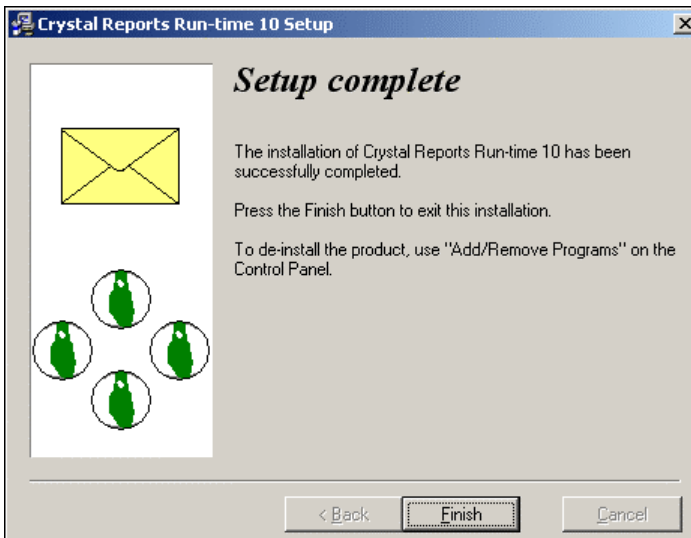 Crystal Reports Run-time 10 Setup
Setup complete
The installation of Crystal Reports Run-time 10 has been
successfully completed.
Press the Finish button to exit this installation.
To de-install the product, use "Add/Remove Programs" on the
Control Panel.
< Back
Finish
Cancel